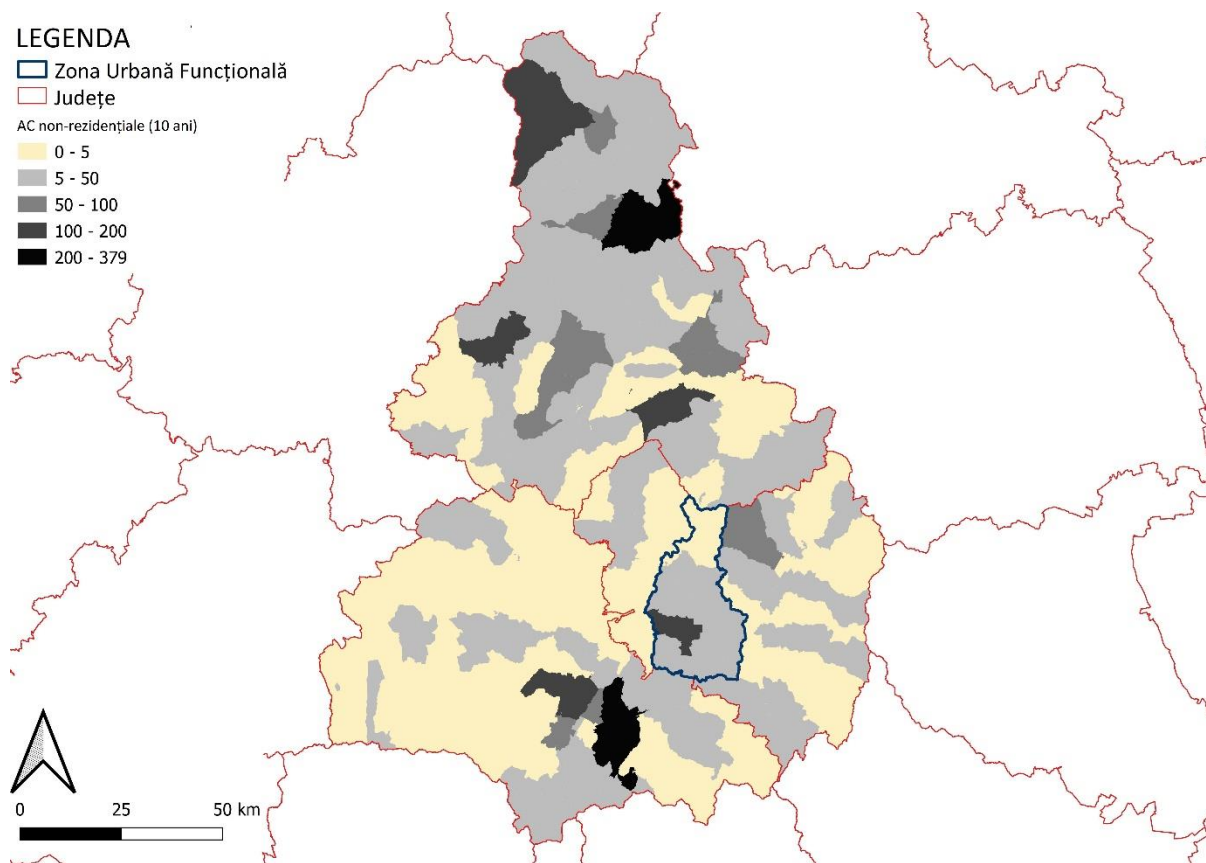 LEGENDA
Zona Urbană Funcțională
Județe
AC non-rezidențiale (10 ani)
0 - 5
5 - 50
50 - 100
100 - 200
200 - 379
0 25 50 km